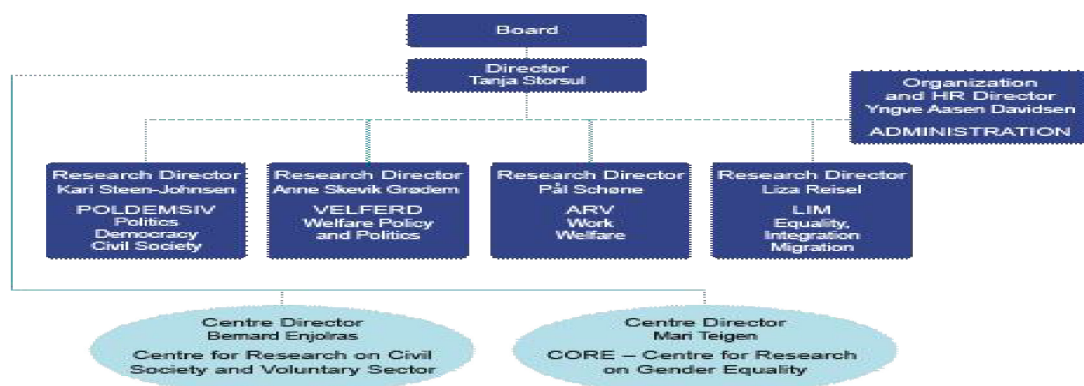 Board
Director
Tanja Storsul
Organization
and HR Director
Yngve Aasen Davidsen
ADMINISTRATION
Research Director
Kari Steen-Johnsen
POLDEMSIV
Politics
Democracy
Civil Society
Research Director
Anne Skevik Grødem
VELFERD
Welfare Policy
and Politics
Research Director
Pål Schøne
ARV
Work
Welfare
Research Director
Liza Reisel
LIM
Equality,
Integration
Migration
Centre Director
Bernard Enjolras
Centre for Research on Civil
Society and Voluntary Sector
Centre Director
Mari Teigen
CORE – Centre for Research
on Gender Equality